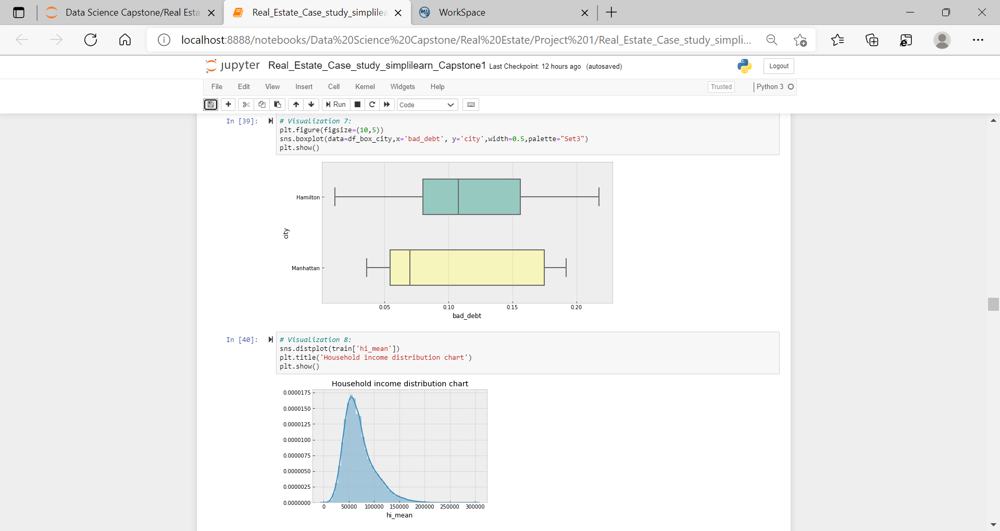 Data Science Capstone/Real Esta
Real_Estate_Case_study_simplilea
WorkSpace
localhost:8888/notebooks/Data%20Science%20Capstone/Real%20Estate/Project%201/Real_Estate_Case_study_simpli...
jupyter Real_Estate_Case_study_simplilearn_Capstone1 Last Checkpoint: 12 hours ago (autosaved)
Logout
File Edit View Insert Cell Kernel Widgets Help
Trusted
Python 3
Run
Code
In [39]:
# Visualization 7:
plt.figure(figsize=(10,5))
sns.boxplot(data=df_box_city,x='bad_debt', y='city',width=0.5,palette="Set3")
plt.show()
Hamilton
city
Manhattan
0.05 0.10 0.15 0.20
bad_debt
In [40]:
# Visualization 8:
sns.distplot(train['hi_mean'])
plt.title('Household income distribution chart')
plt.show()
Household income distribution chart
0.0000175
0.0000150
0.0000125
0.0000100
0.0000075
0.0000050
0.0000025
0.0000000
0 50000 100000 150000 200000 250000 300000
hi_mean